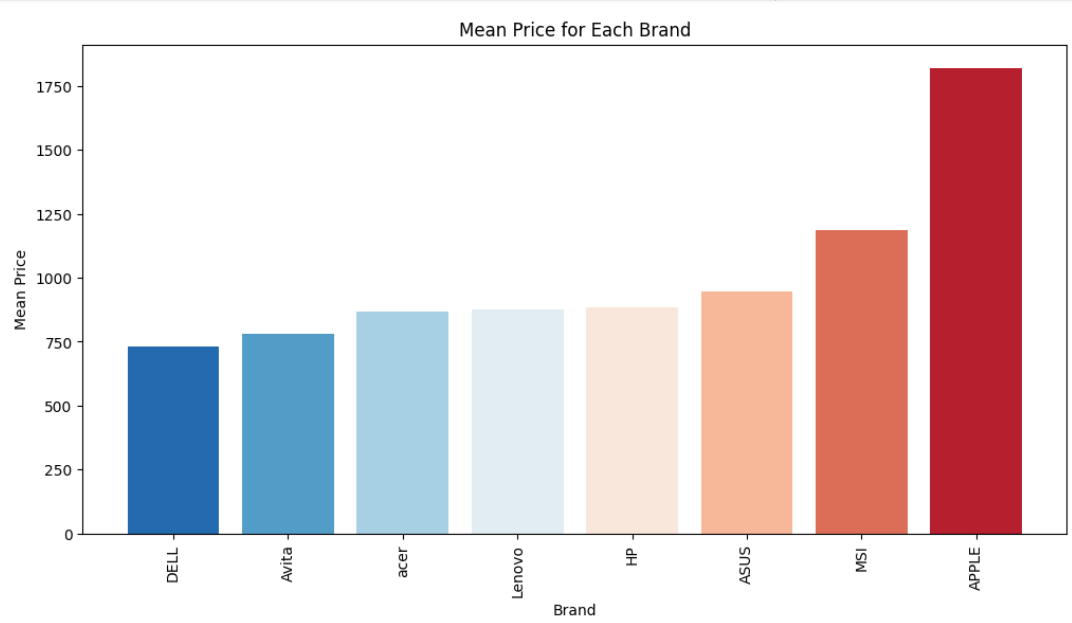 Mean Price for Each Brand
Mean Price
1750
1500
1250
1000
750
500
250
0
DELL
Avita
acer
Lenovo
HP
ASUS
MSI
APPLE
Brand